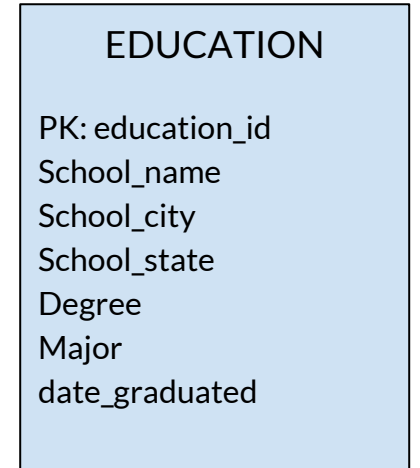 EDUCATION
PK: education_id
School_name
School_city
School_state
Degree
Major
date_graduated